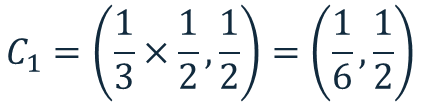 C₁ = (1/3 × 1/2, 1/2) = (1/6, 1/2)